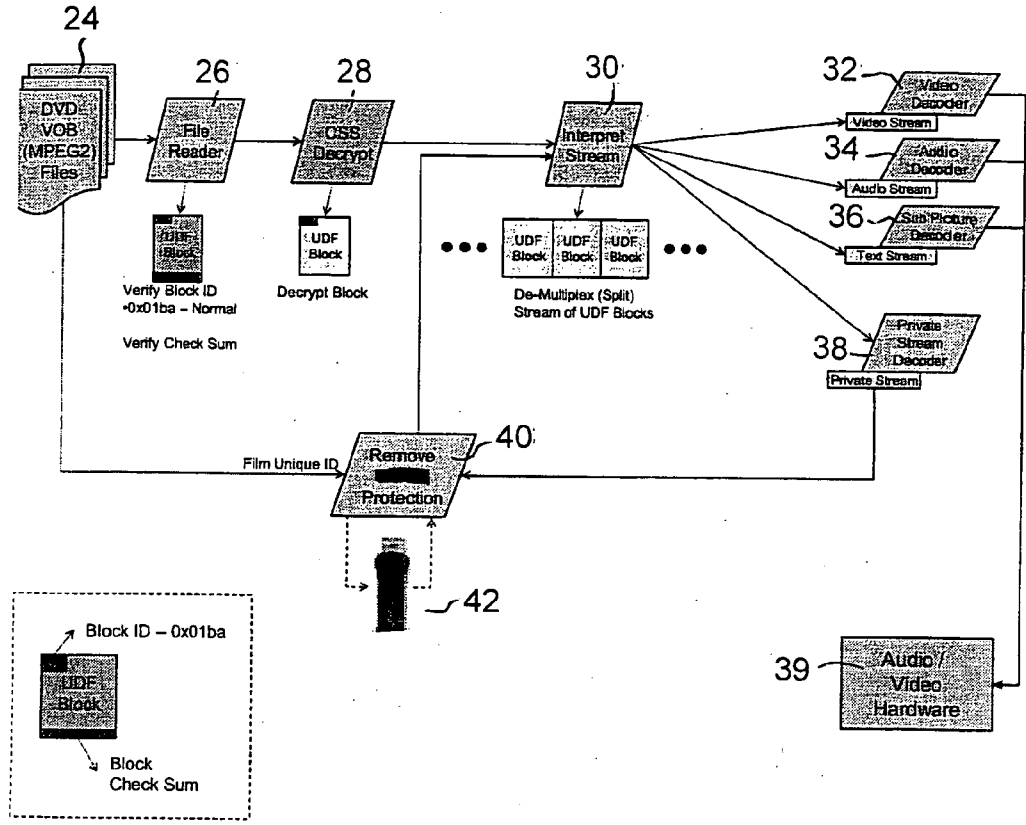 24
DVD
VOB
(MPEG2)
Files
26
File
Reader
28
CSS
Decrypt
30
Interpret
Stream
32
Video
Decoder
Video Stream
34
Audio
Decoder
Audio Stream
36
Sub Picture
Decoder
Text Stream
UDF
Block
Verify Block ID
•0x01ba – Normal
Verify Check Sum
UDF
Block
Decrypt Block
UDF
Block
UDF
Block
UDF
Block
De-Multiplex (Split)
Stream of UDF Blocks
38
Private
Stream
Decoder
Private Stream
Film Unique ID
40
Remove
Protection
42
Block ID – 0x01ba
UDF
Block
Block
Check Sum
39
Audio /
Video
Hardware